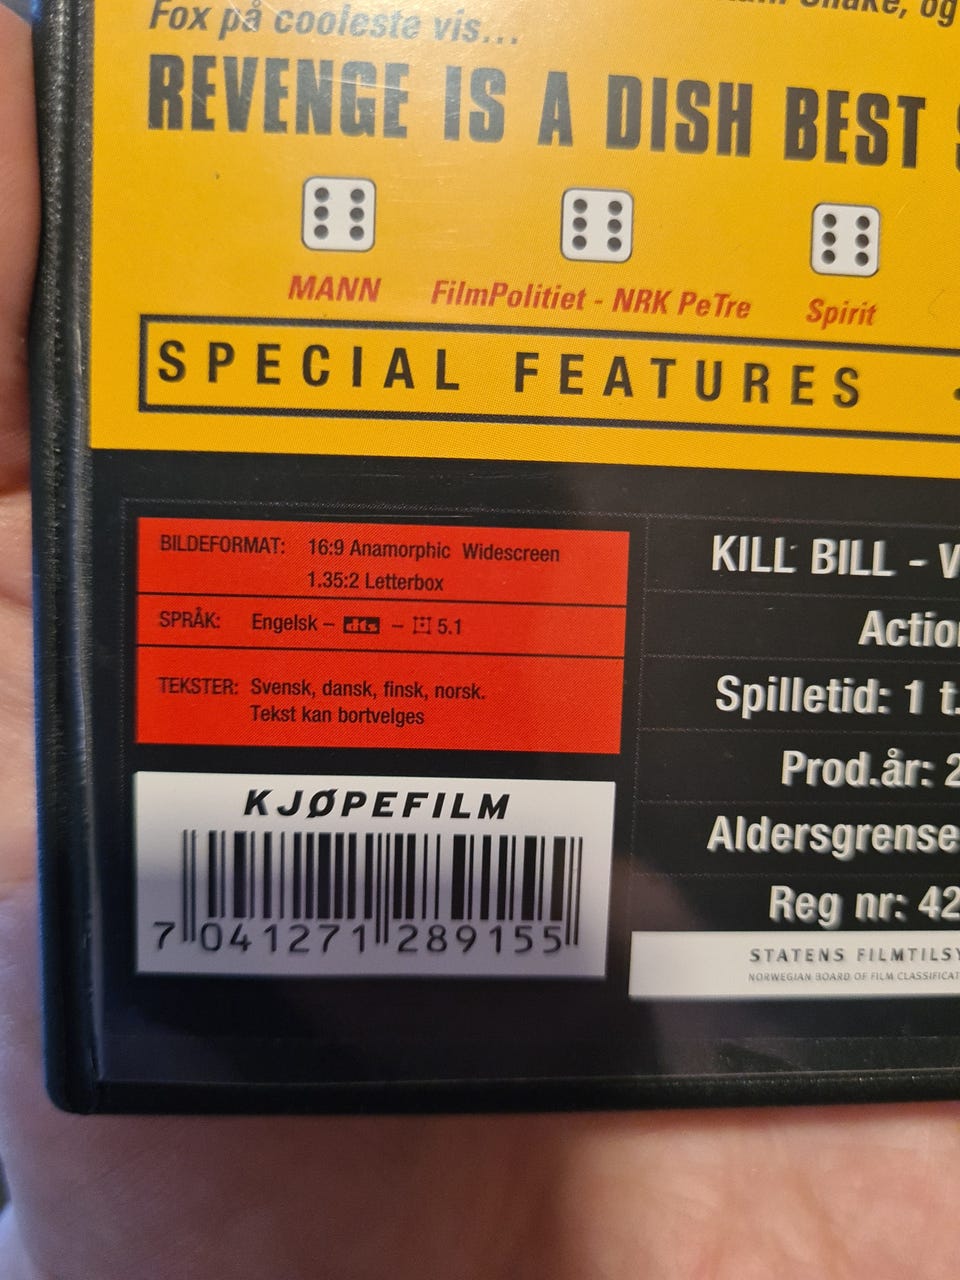 Fox på cooleste vis...
REVENGE IS A DISH BEST
MANN
FilmPolitiet - NRK PeTre
Spirit
SPECIAL FEATURES
BILDEFORMAT: 16:9 Anamorphic Widescreen
1.35:2 Letterbox
SPRÅK: Engelsk – dts – 5.1
TEKSTER: Svensk, dansk, finsk, norsk.
Tekst kan bortvelges
KILL BILL - V
Action
Spilletid: 1 t.
Prod.år: 2
Aldersgrense
Reg nr: 42
KJØPEFILM
7 041271 289155
STATENS FILMTILSY
NORWEGIAN BOARD OF FILM CLASSIFICAT